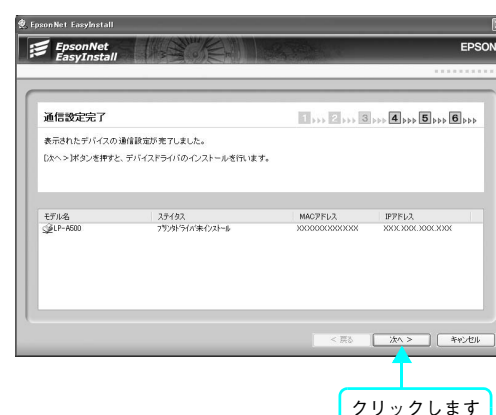 EpsonNet EasyInstall
EpsonNet
EasyInstall
EPSON
通信設定完了
1 2 3 4 5 6
表示されたデバイスの通信設定が完了しました。
[次へ >]ボタンを押すと、デバイスドライバのインストールを行います。
モデル名 ステイタス MACアドレス IPアドレス
LP-A500 プリンタドライバ未インストール XXXXXXXXXXXX XXX.XXX.XXX.XXX
< 戻る 次へ > キャンセル
クリックします